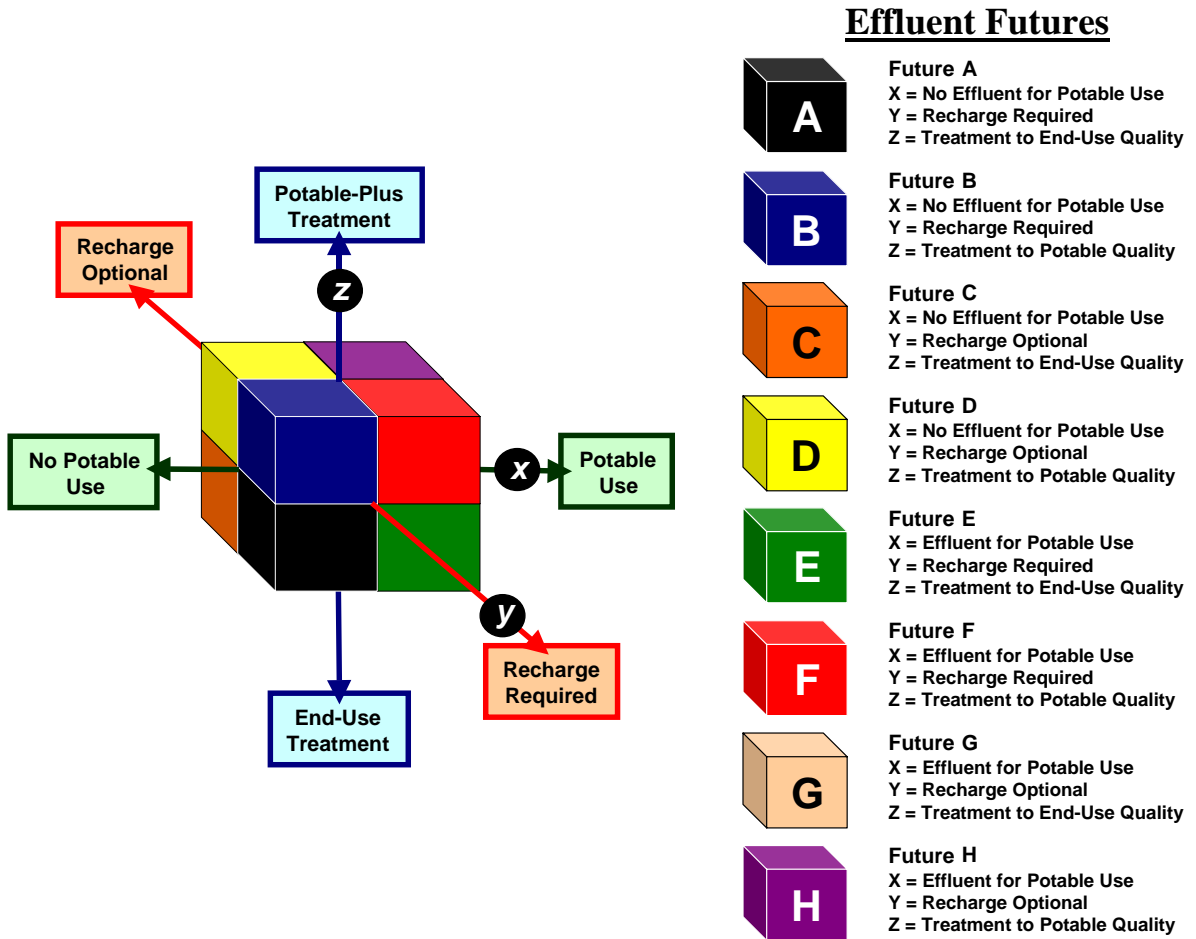 Effluent Futures
Potable-Plus
Treatment
Recharge
Optional
z
No Potable
Use
x
Potable
Use
y
Recharge
Required
End-Use
Treatment
A
Future A
X = No Effluent for Potable Use
Y = Recharge Required
Z = Treatment to End-Use Quality
B
Future B
X = No Effluent for Potable Use
Y = Recharge Required
Z = Treatment to Potable Quality
C
Future C
X = No Effluent for Potable Use
Y = Recharge Optional
Z = Treatment to End-Use Quality
D
Future D
X = No Effluent for Potable Use
Y = Recharge Optional
Z = Treatment to Potable Quality
E
Future E
X = Effluent for Potable Use
Y = Recharge Required
Z = Treatment to End-Use Quality
F
Future F
X = Effluent for Potable Use
Y = Recharge Required
Z = Treatment to Potable Quality
G
Future G
X = Effluent for Potable Use
Y = Recharge Optional
Z = Treatment to End-Use Quality
H
Future H
X = Effluent for Potable Use
Y = Recharge Optional
Z = Treatment to Potable Quality